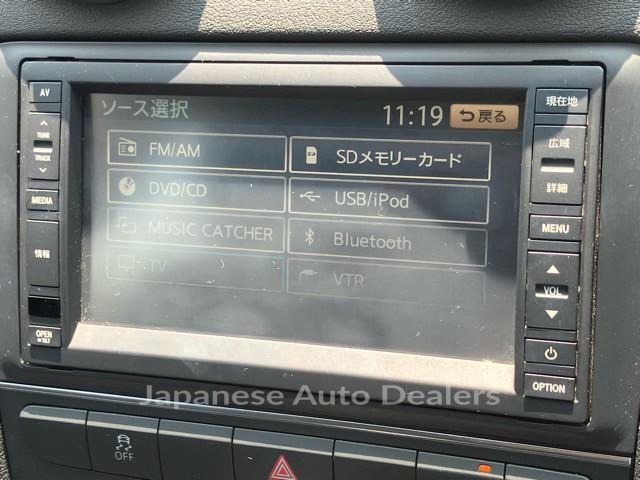 AV
ソース選択
11:19
戻る
現在地
TUNE
TRACK
MEDIA
情報
OPEN
TILT
FM/AM
SDメモリーカード
DVD/CD
USB/iPod
MUSIC CATCHER
Bluetooth
TV
VTR
広域
詳細
MENU
VOL
OPTION
Japanese Auto Dealers
OFF